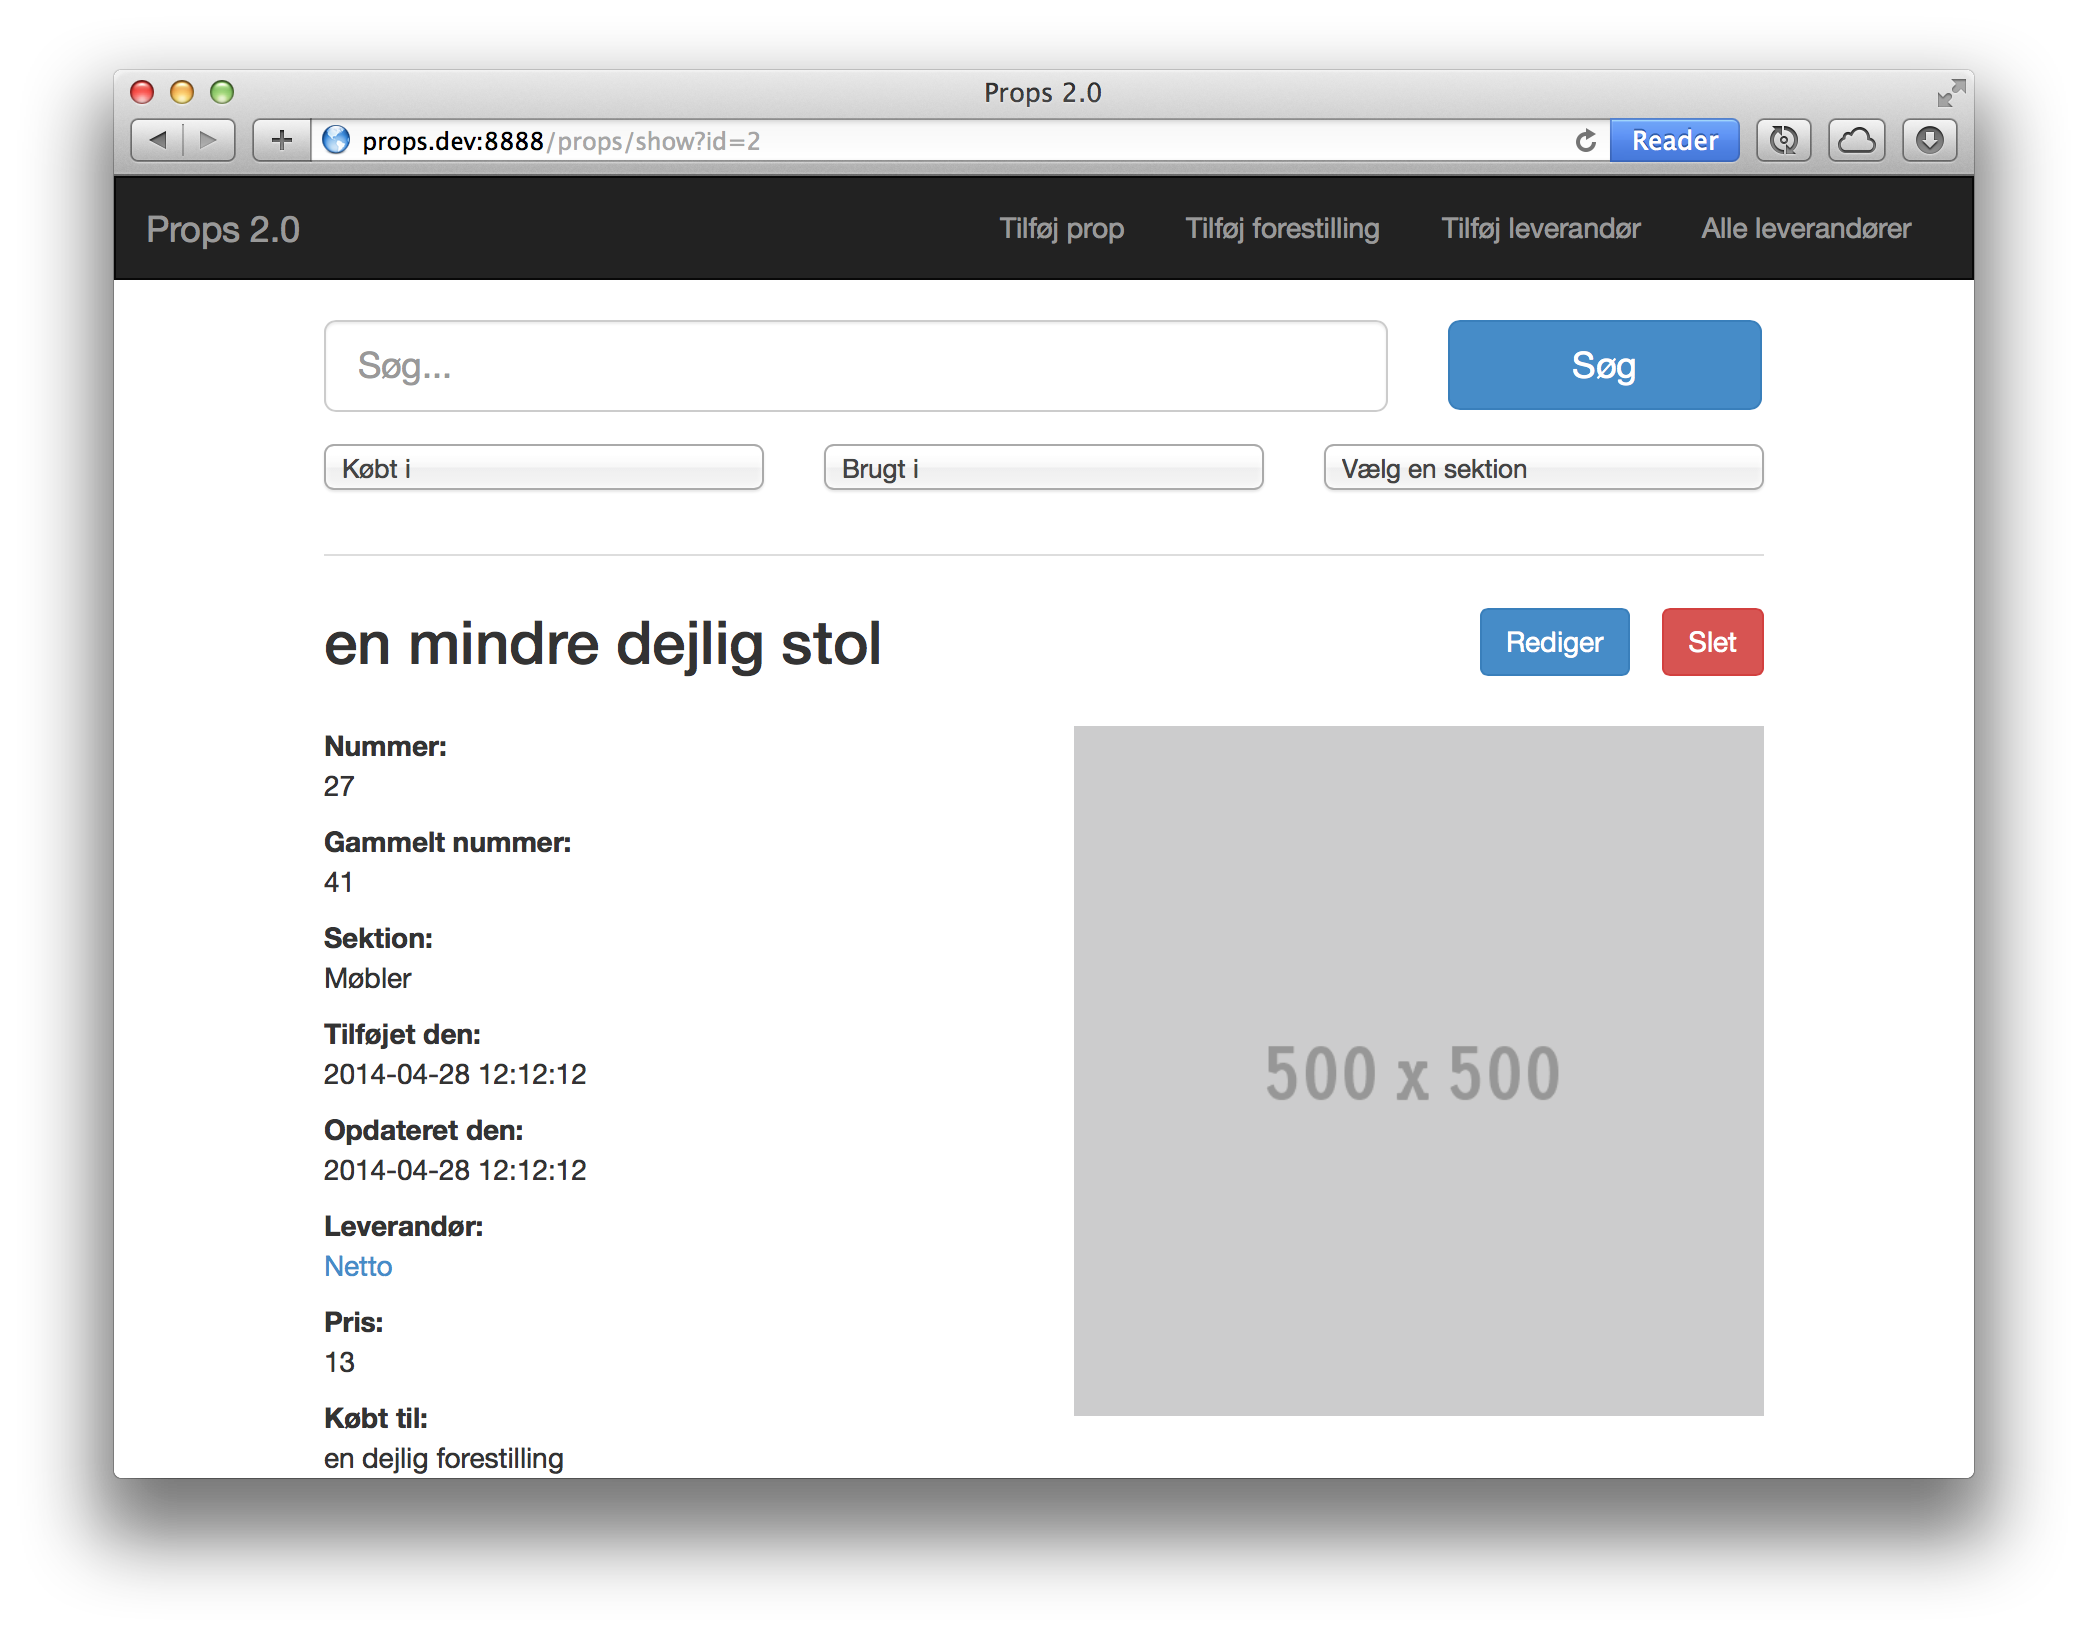 Props 2.0
props.dev:8888/props/show?id=2
Reader
Props 2.0
Tilføj prop
Tilføj forestilling
Tilføj leverandør
Alle leverandører
Søg...
Søg
Købt i
Brugt i
Vælg en sektion
en mindre dejlig stol
Rediger
Slet
Nummer:
27
Gammelt nummer:
41
Sektion:
Møbler
Tilføjet den:
2014-04-28 12:12:12
Opdateret den:
2014-04-28 12:12:12
Leverandør:
Netto
Pris:
13
Købt til:
en dejlig forestilling
500 x 500